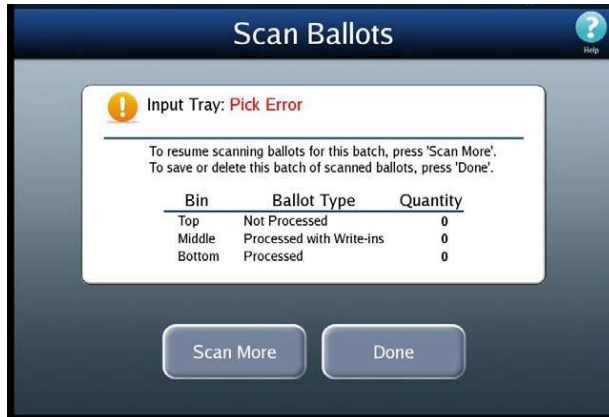 Scan Ballots
?
Help
!
Input Tray: Pick Error
To resume scanning ballots for this batch, press 'Scan More'.
To save or delete this batch of scanned ballots, press 'Done'.
Bin Ballot Type Quantity
Top Not Processed 0
Middle Processed with Write-ins 0
Bottom Processed 0
Scan More Done